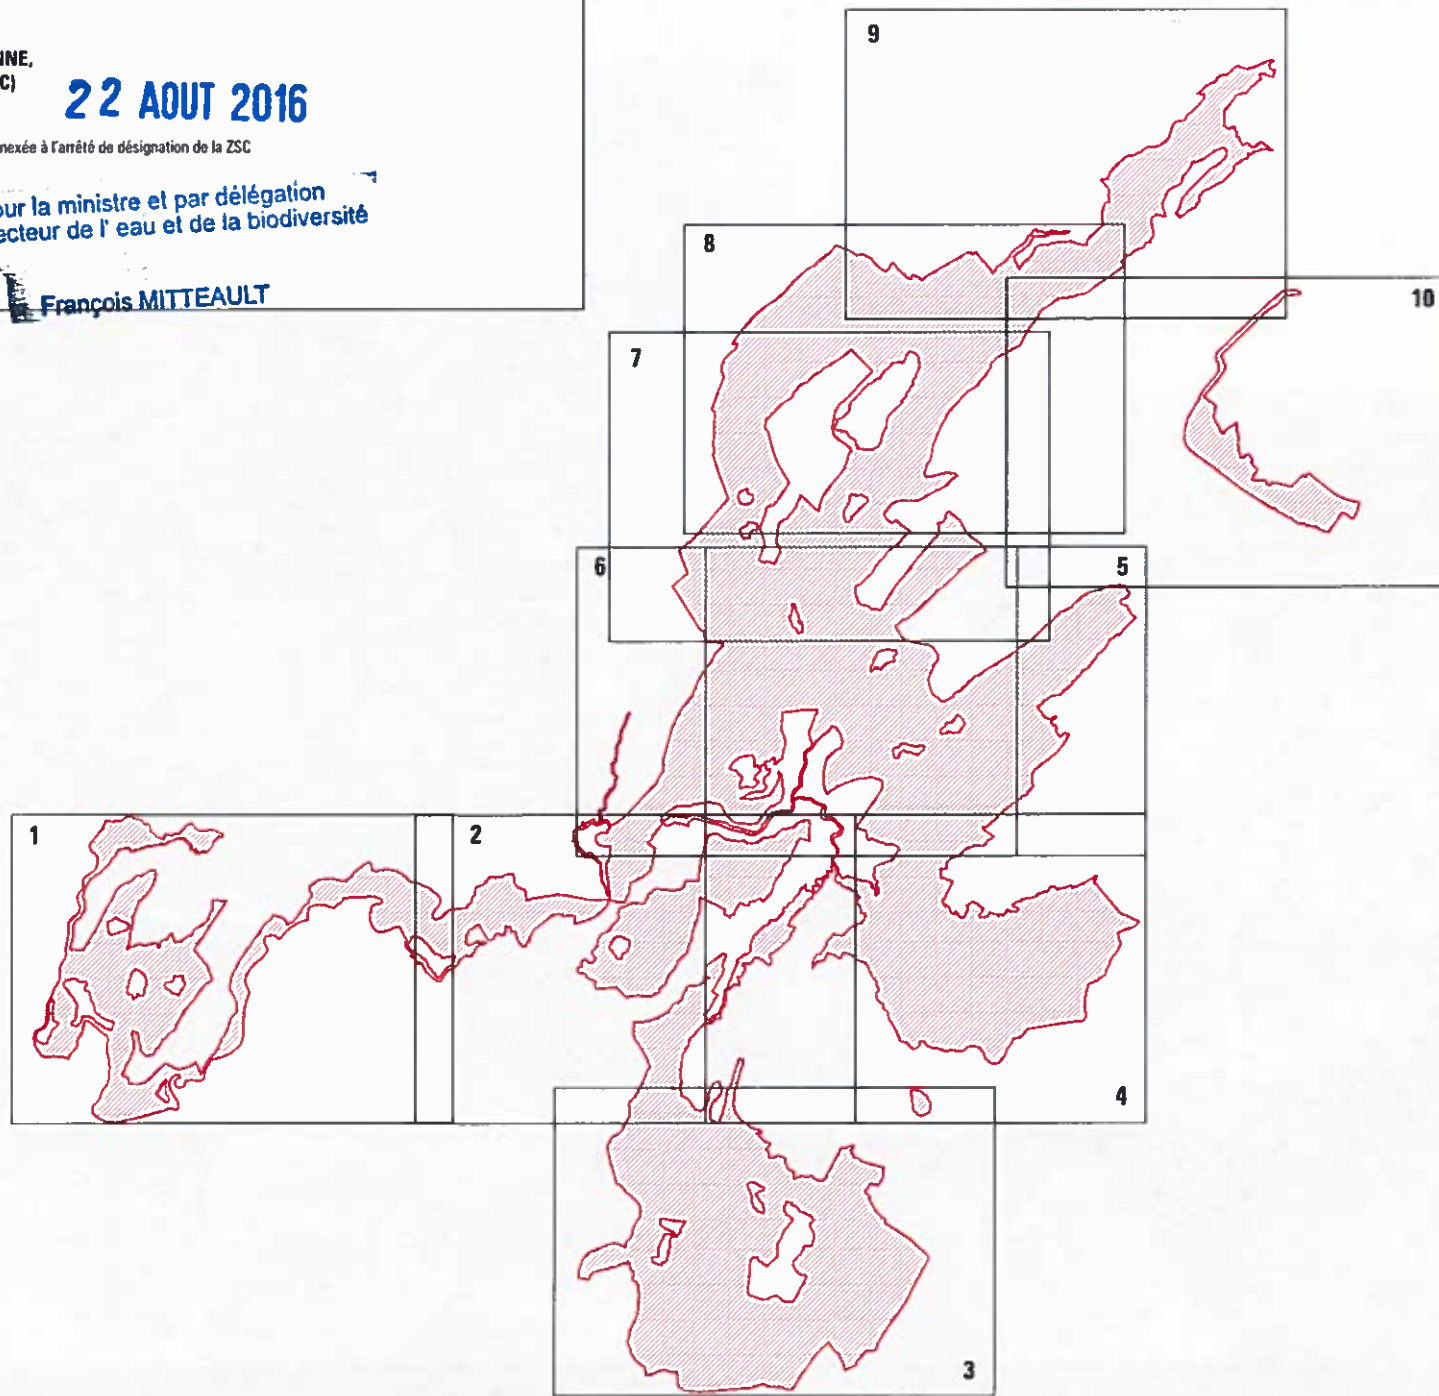 NNE,
C)
22 AOUT 2016
nexée à l'arrêté de désignation de la ZSC
our la ministre et par délégation
ecteur de l' eau et de la biodiversité
François MITTEAULT
9
8
10
7
6
5
1
2
4
3